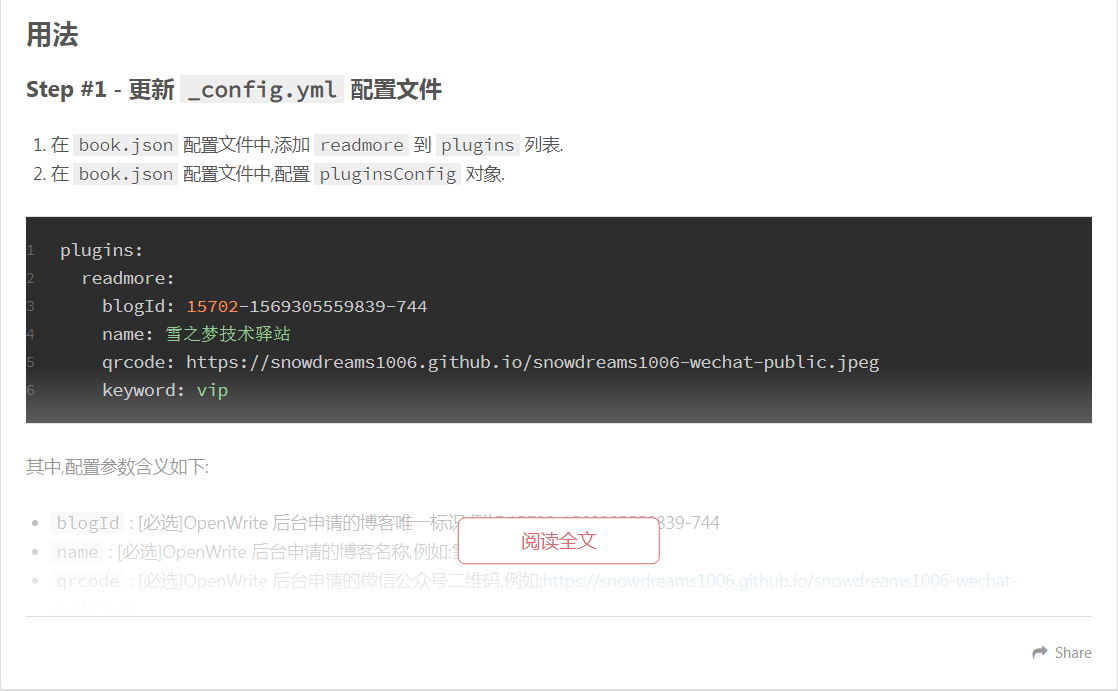 用法
Step #1 - 更新 _config.yml 配置文件
1. 在 book.json 配置文件中,添加 readmore 到 plugins 列表.
2. 在 book.json 配置文件中,配置 pluginsConfig 对象.
1 plugins:
2 readmore:
3 blogId: 15702-1569305559839-744
4 name: 雪之梦技术驿站
5 qrcode: https://snowdreams1006.github.io/snowdreams1006-wechat-public.jpeg
6 keyword: vip
其中,配置参数含义如下:
blogId : [必选]OpenWrite 后台申请的博客唯一标识 839-744
阅读全文
name : [必选]OpenWrite 后台申请的博客名称,例如:
qrcode : [必选]OpenWrite 后台申请的微信公众号二维码,例如:https://snowdreams1006.github.io/snowdreams1006-wechat-
public.jpeg
Share